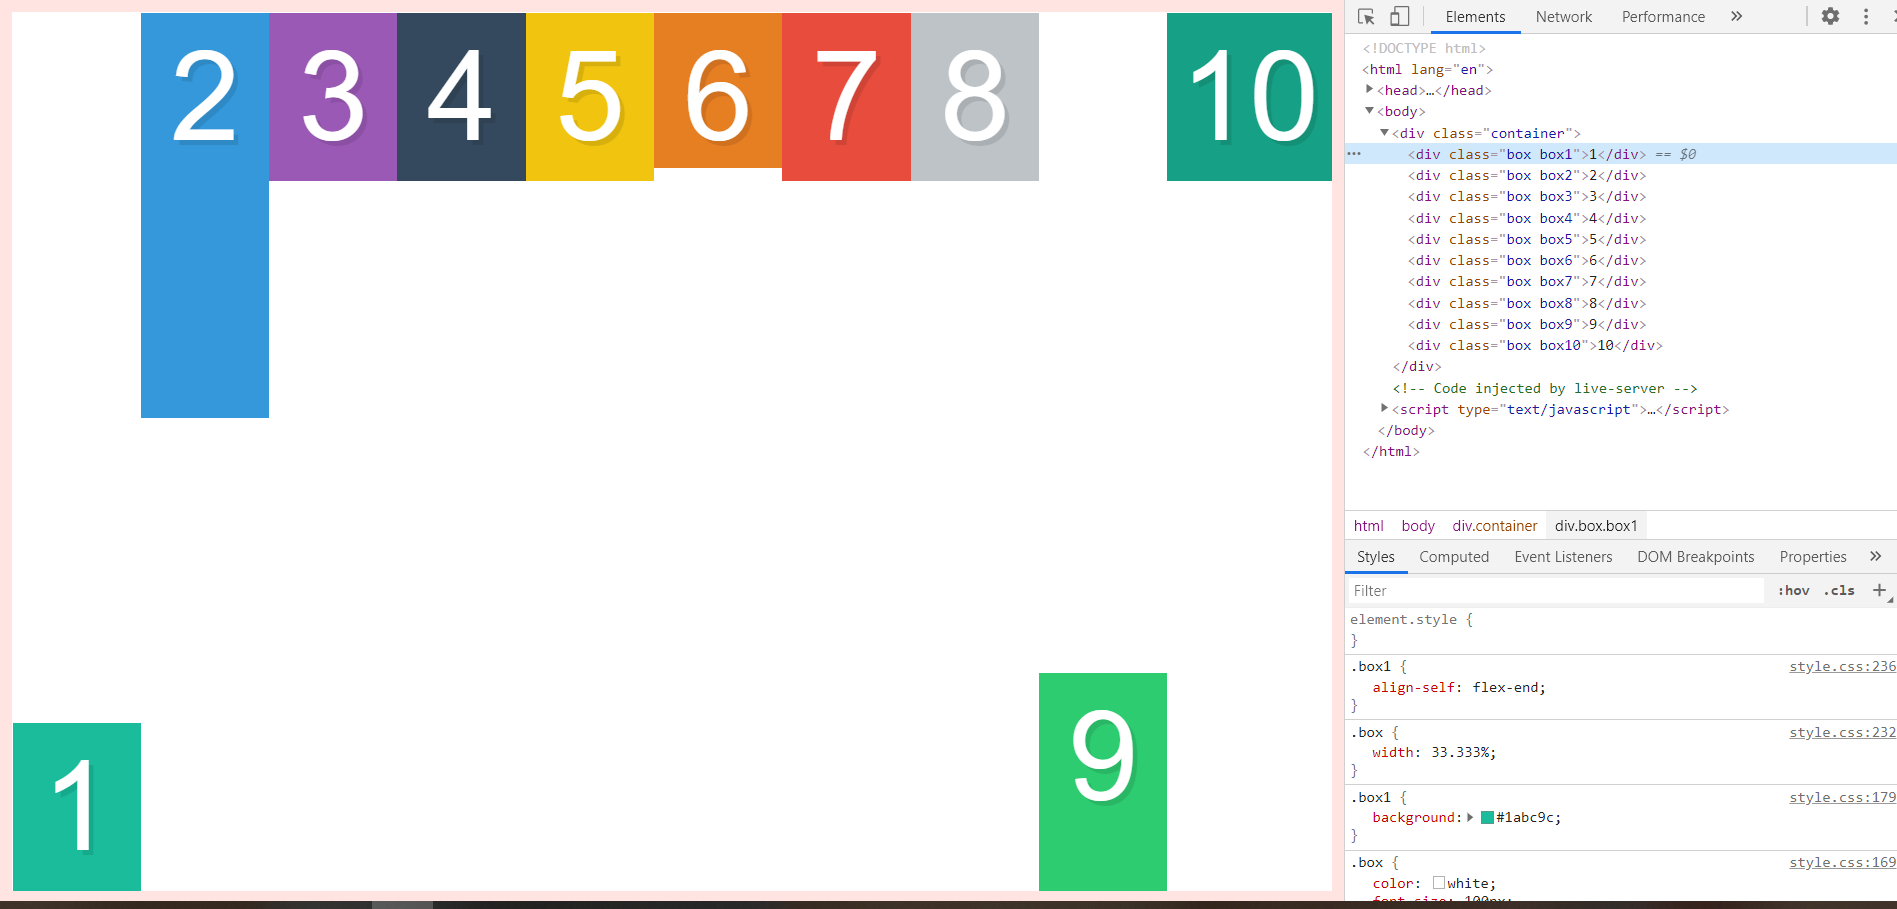 2 3 4 5 6 7 8 10
9
1
Elements Network Performance »
<!DOCTYPE html>
<html lang="en">
<head>…</head>
<body>
<div class="container">
<div class="box box1">1</div> == $0
<div class="box box2">2</div>
<div class="box box3">3</div>
<div class="box box4">4</div>
<div class="box box5">5</div>
<div class="box box6">6</div>
<div class="box box7">7</div>
<div class="box box8">8</div>
<div class="box box9">9</div>
<div class="box box10">10</div>
</div>
<!-- Code injected by live-server -->
<script type="text/javascript">…</script>
</body>
</html>
html body div.container div.box.box1
Styles Computed Event Listeners DOM Breakpoints Properties »
Filter :hov .cls +
element.style {
}
.box1 { style.css:236
align-self: flex-end;
}
.box { style.css:232
width: 33.333%;
}
.box1 { style.css:179
background: #1abc9c;
}
.box { style.css:169
color: white;
font-size: 100px;